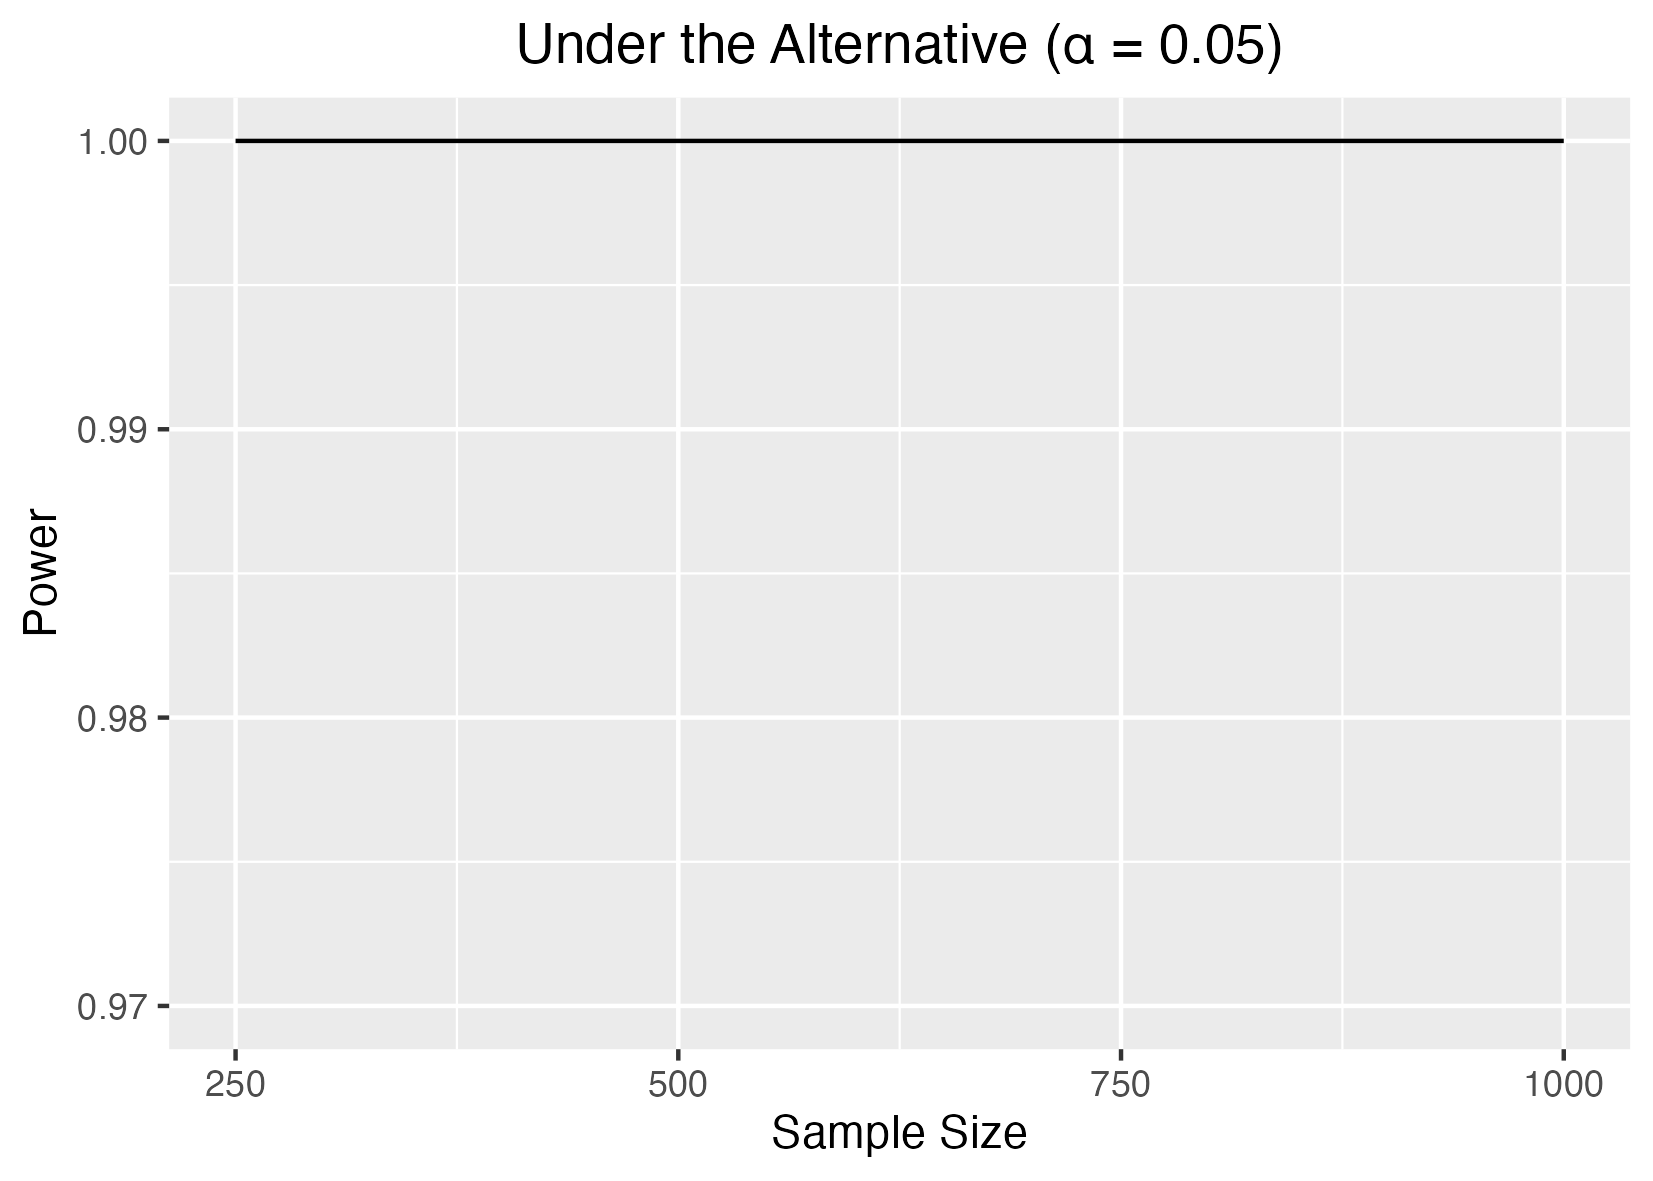 Under the Alternative (α = 0.05)
1.00
0.99
0.98
0.97
Power
250 500 750 1000
Sample Size